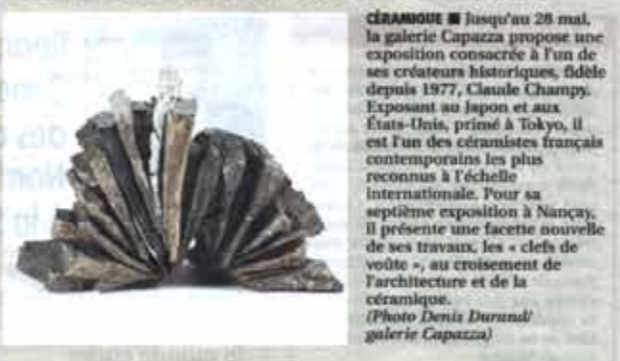 CÉRAMIQUE ■ Jusqu'au 28 mai,
la galerie Capazza propose une
exposition consacrée à l'un de
ses créateurs historiques, fidèle
depuis 1977, Claude Champy.
Exposant au Japon et aux
États-Unis, primé à Tokyo, il
est l'un des céramistes français
contemporains les plus
reconnus à l'échelle
internationale. Pour sa
septième exposition à Nançay,
il présente une facette nouvelle
de ses travaux, les « clefs de
voûte », au croisement de
l'architecture et de la
céramique.
(Photo Denis Durand/
galerie Capazza)